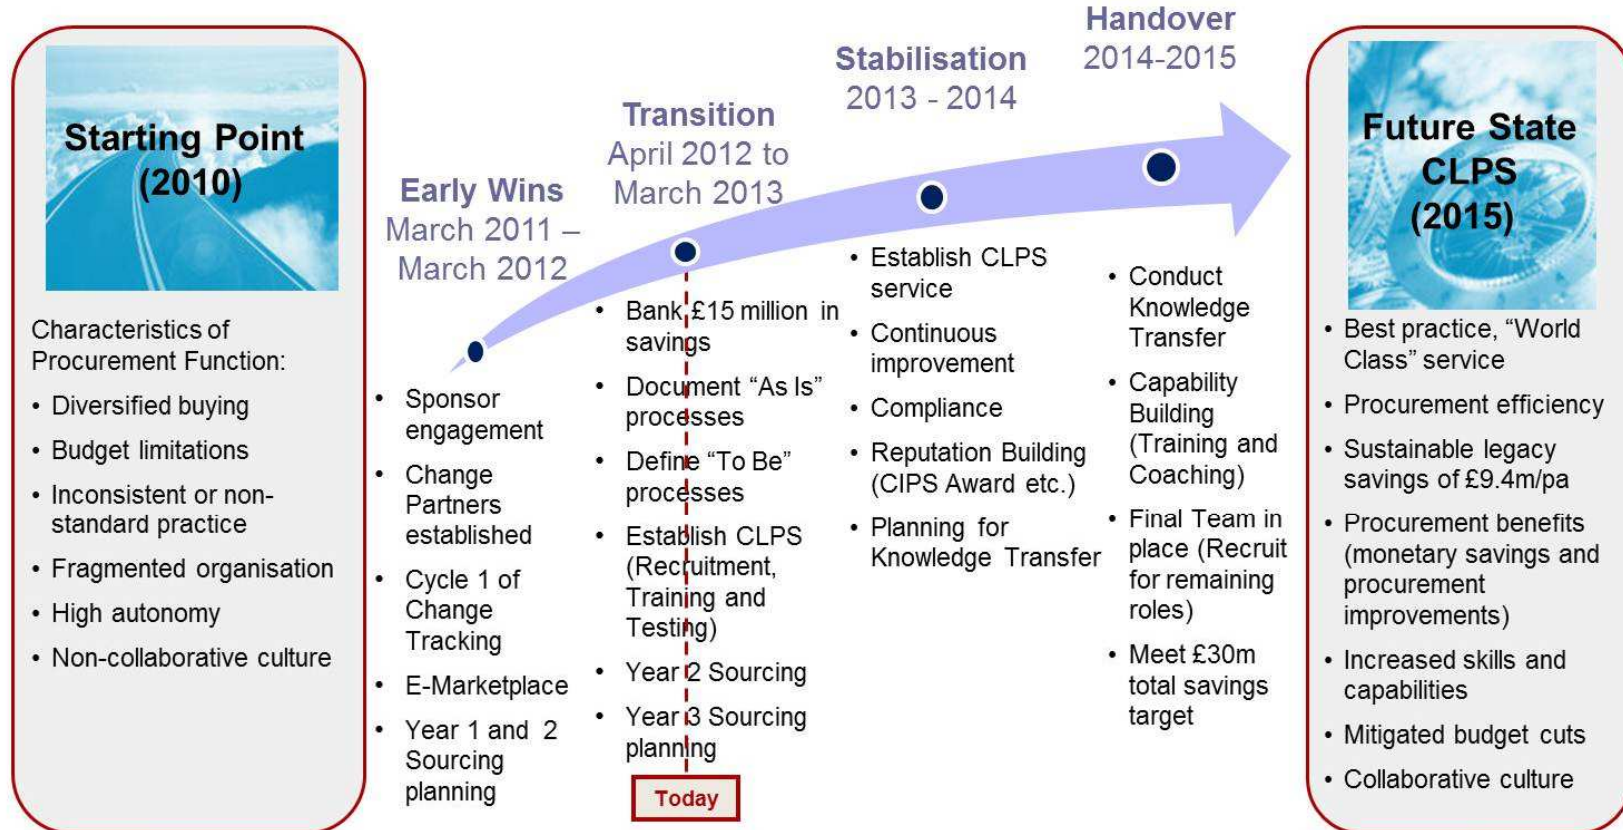 Starting Point
(2010)
Characteristics of
Procurement Function:
• Diversified buying
• Budget limitations
• Inconsistent or non-
standard practice
• Fragmented organisation
• High autonomy
• Non-collaborative culture
Early Wins
March 2011 –
March 2012
• Sponsor
engagement
• Change
Partners
established
• Cycle 1 of
Change
Tracking
• E-Marketplace
• Year 1 and 2
Sourcing
planning
Transition
April 2012 to
March 2013
• Bank £15 million in
savings
• Document “As Is”
processes
• Define “To Be”
processes
• Establish CLPS
(Recruitment,
Training and
Testing)
• Year 2 Sourcing
• Year 3 Sourcing
planning
Today
Stabilisation
2013 - 2014
• Establish CLPS
service
• Continuous
improvement
• Compliance
• Reputation Building
(CIPS Award etc.)
• Planning for
Knowledge Transfer
Handover
2014-2015
• Conduct
Knowledge
Transfer
• Capability
Building
(Training and
Coaching)
• Final Team in
place (Recruit
for remaining
roles)
• Meet £30m
total savings
target
Future State
CLPS
(2015)
• Best practice, “World
Class” service
• Procurement efficiency
• Sustainable legacy
savings of £9.4m/pa
• Procurement benefits
(monetary savings and
procurement
improvements)
• Increased skills and
capabilities
• Mitigated budget cuts
• Collaborative culture